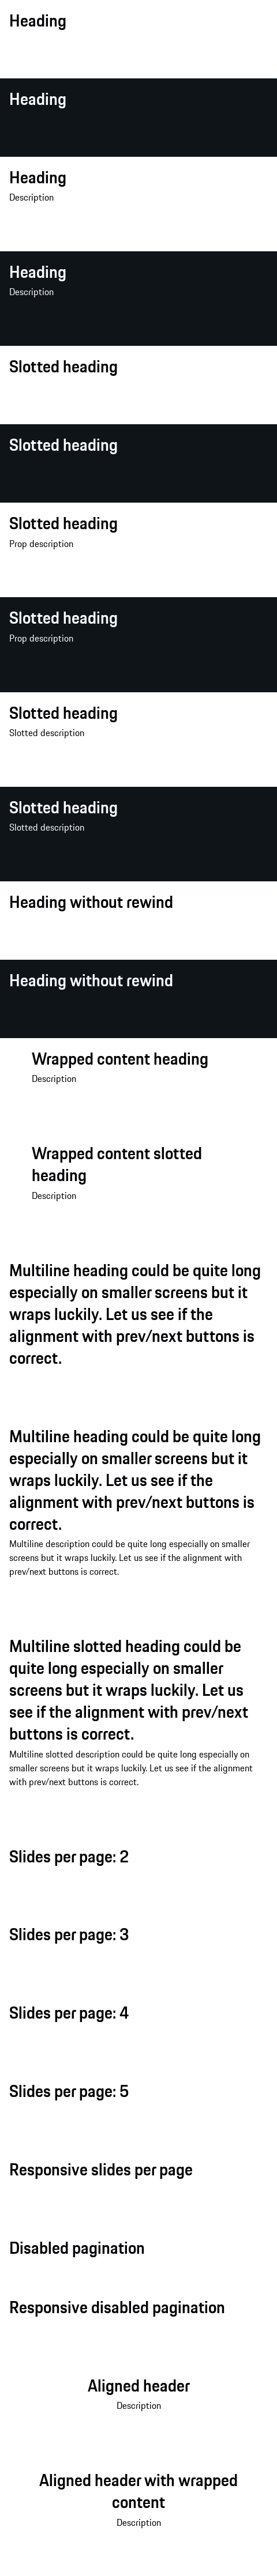 Heading
Heading
Heading
Description
Heading
Description
Slotted heading
Slotted heading
Slotted heading
Prop description
Slotted heading
Prop description
Slotted heading
Slotted description
Slotted heading
Slotted description
Heading without rewind
Heading without rewind
Wrapped content heading
Description
Wrapped content slotted
heading
Description
Multiline heading could be quite long
especially on smaller screens but it
wraps luckily. Let us see if the
alignment with prev/next buttons is
correct.
Multiline heading could be quite long
especially on smaller screens but it
wraps luckily. Let us see if the
alignment with prev/next buttons is
correct.
Multiline description could be quite long especially on smaller
screens but it wraps luckily. Let us see if the alignment with
prev/next buttons is correct.
Multiline slotted heading could be
quite long especially on smaller
screens but it wraps luckily. Let us
see if the alignment with prev/next
buttons is correct.
Multiline slotted description could be quite long especially on
smaller screens but it wraps luckily. Let us see if the alignment
with prev/next buttons is correct.
Slides per page: 2
Slides per page: 3
Slides per page: 4
Slides per page: 5
Responsive slides per page
Disabled pagination
Responsive disabled pagination
Aligned header
Description
Aligned header with wrapped
content
Description